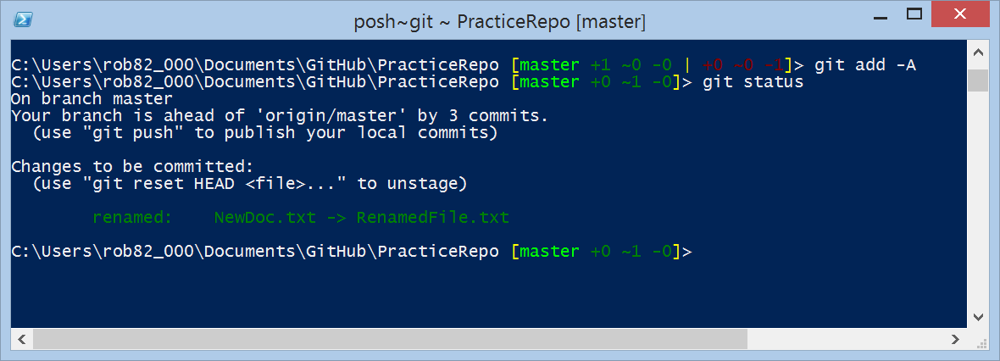 posh~git ~ PracticeRepo [master]
C:\Users\rob82_000\Documents\GitHub\PracticeRepo [master +1 ~0 -0 | +0 ~0 -1]> git add -A
C:\Users\rob82_000\Documents\GitHub\PracticeRepo [master +0 ~1 -0]> git status
On branch master
Your branch is ahead of 'origin/master' by 3 commits.
  (use "git push" to publish your local commits)
Changes to be committed:
  (use "git reset HEAD <file>..." to unstage)
        renamed:    NewDoc.txt -> RenamedFile.txt
C:\Users\rob82_000\Documents\GitHub\PracticeRepo [master +0 ~1 -0]>